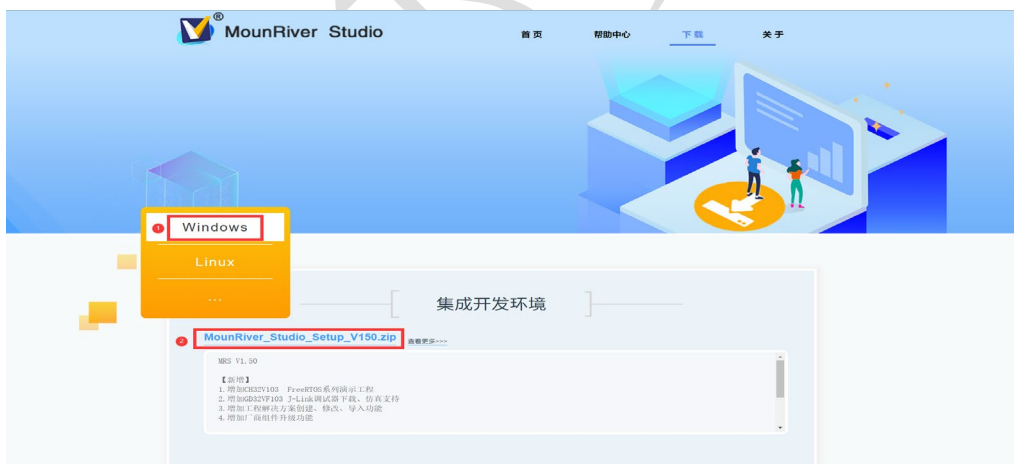 MounRiver Studio
®
首页 帮助中心 下载 关于
1 Windows
Linux
...
集成开发环境
2 MounRiver_Studio_Setup_V150.zip 查看更多>>>
MRS V1.50
【新增】
1. 增加CH32V103 FreeRTOS系列演示工程
2. 增加GD32VF103 J-Link调试器下载、仿真支持
3. 增加工程解决方案创建、修改、导入功能
4. 增加厂商组件升级功能